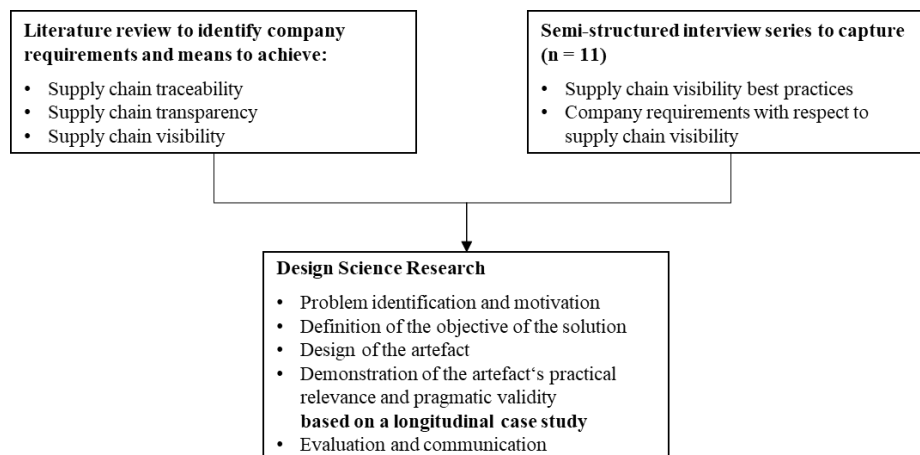 Literature review to identify company
requirements and means to achieve:
• Supply chain traceability
• Supply chain transparency
• Supply chain visibility
Semi-structured interview series to capture
(n = 11)
• Supply chain visibility best practices
• Company requirements with respect to
supply chain visibility
Design Science Research
• Problem identification and motivation
• Definition of the objective of the solution
• Design of the artefact
• Demonstration of the artefact‘s practical
relevance and pragmatic validity
based on a longitudinal case study
• Evaluation and communication